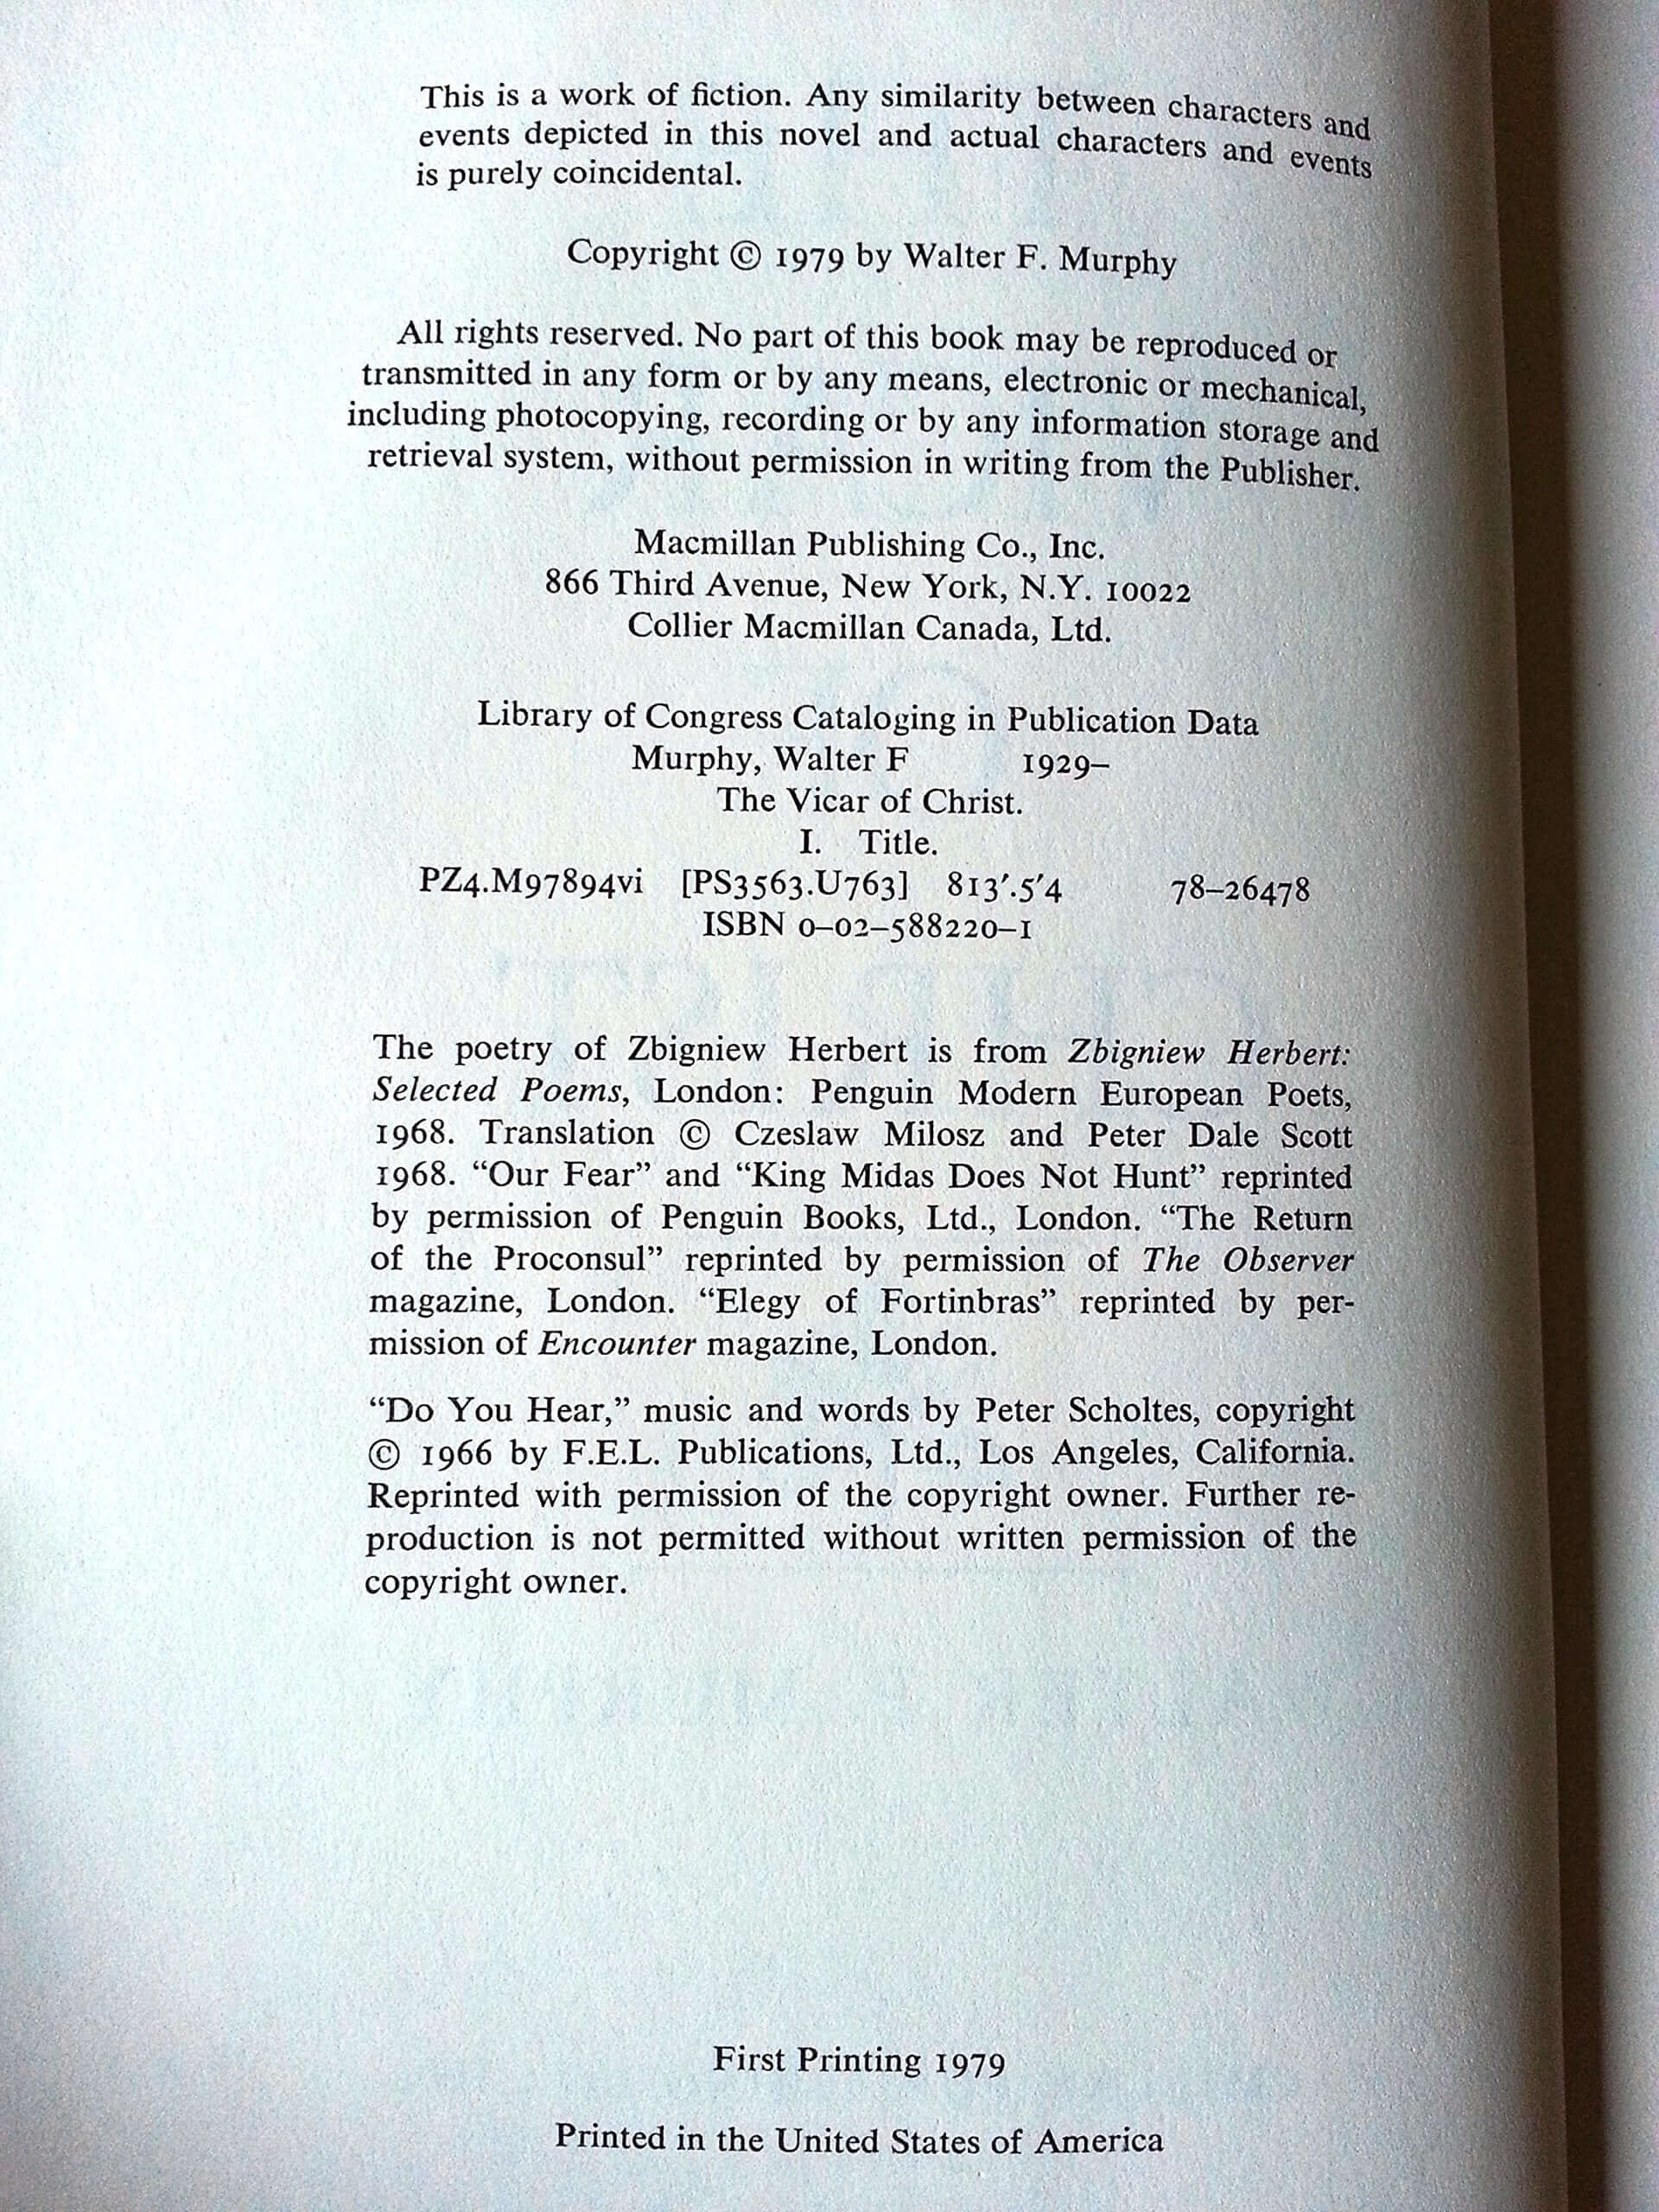 This is a work of fiction. Any similarity between characters and
events depicted in this novel and actual characters and events
is purely coincidental.
Copyright © 1979 by Walter F. Murphy
All rights reserved. No part of this book may be reproduced or
transmitted in any form or by any means, electronic or mechanical,
including photocopying, recording or by any information storage and
retrieval system, without permission in writing from the Publisher.
Macmillan Publishing Co., Inc.
866 Third Avenue, New York, N.Y. 10022
Collier Macmillan Canada, Ltd.
Library of Congress Cataloging in Publication Data
Murphy, Walter F 1929–
The Vicar of Christ.
I. Title.
PZ4.M97894vi [PS3563.U763] 813′.5′4 78–26478
ISBN 0–02–588220–1
The poetry of Zbigniew Herbert is from Zbigniew Herbert:
Selected Poems, London: Penguin Modern European Poets,
1968. Translation © Czeslaw Milosz and Peter Dale Scott
1968. “Our Fear” and “King Midas Does Not Hunt” reprinted
by permission of Penguin Books, Ltd., London. “The Return
of the Proconsul” reprinted by permission of The Observer
magazine, London. “Elegy of Fortinbras” reprinted by per-
mission of Encounter magazine, London.
“Do You Hear,” music and words by Peter Scholtes, copyright
© 1966 by F.E.L. Publications, Ltd., Los Angeles, California.
Reprinted with permission of the copyright owner. Further re-
production is not permitted without written permission of the
copyright owner.
First Printing 1979
Printed in the United States of America